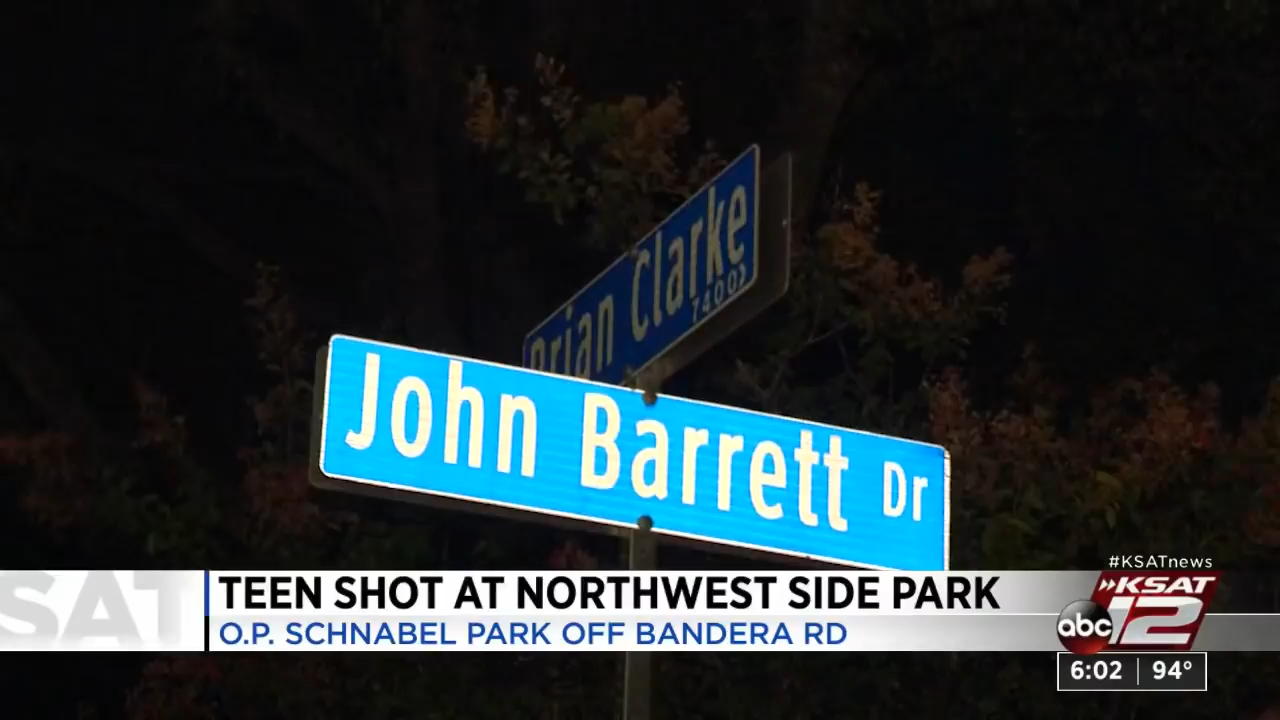 Brian Clarke
7400>
John Barrett Dr
#KSATnews
KSAT
TEEN SHOT AT NORTHWEST SIDE PARK
O.P. SCHNABEL PARK OFF BANDERA RD
»KSAT
abc 12
6:02 94°